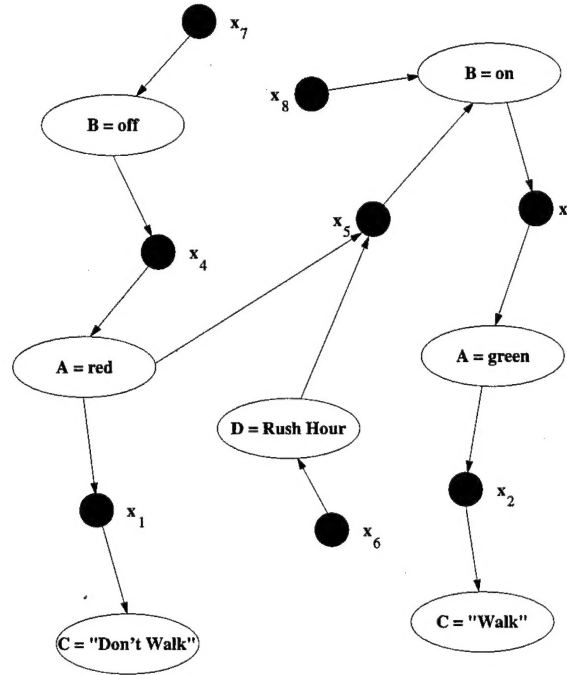 x7
B = on
x8
B = off
x5
x
x4
A = green
A = red
D = Rush Hour
x2
x1
x6
C = "Walk"
C = "Don't Walk"